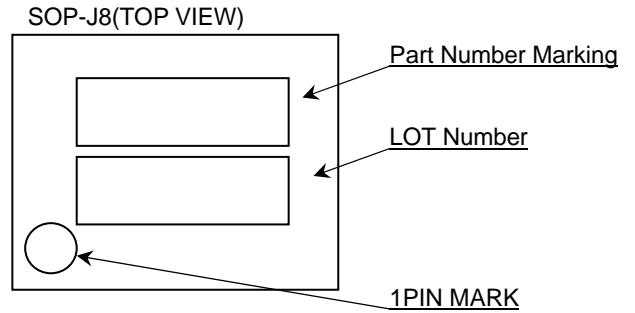 SOP-J8(TOP VIEW)
Part Number Marking
LOT Number
1PIN MARK